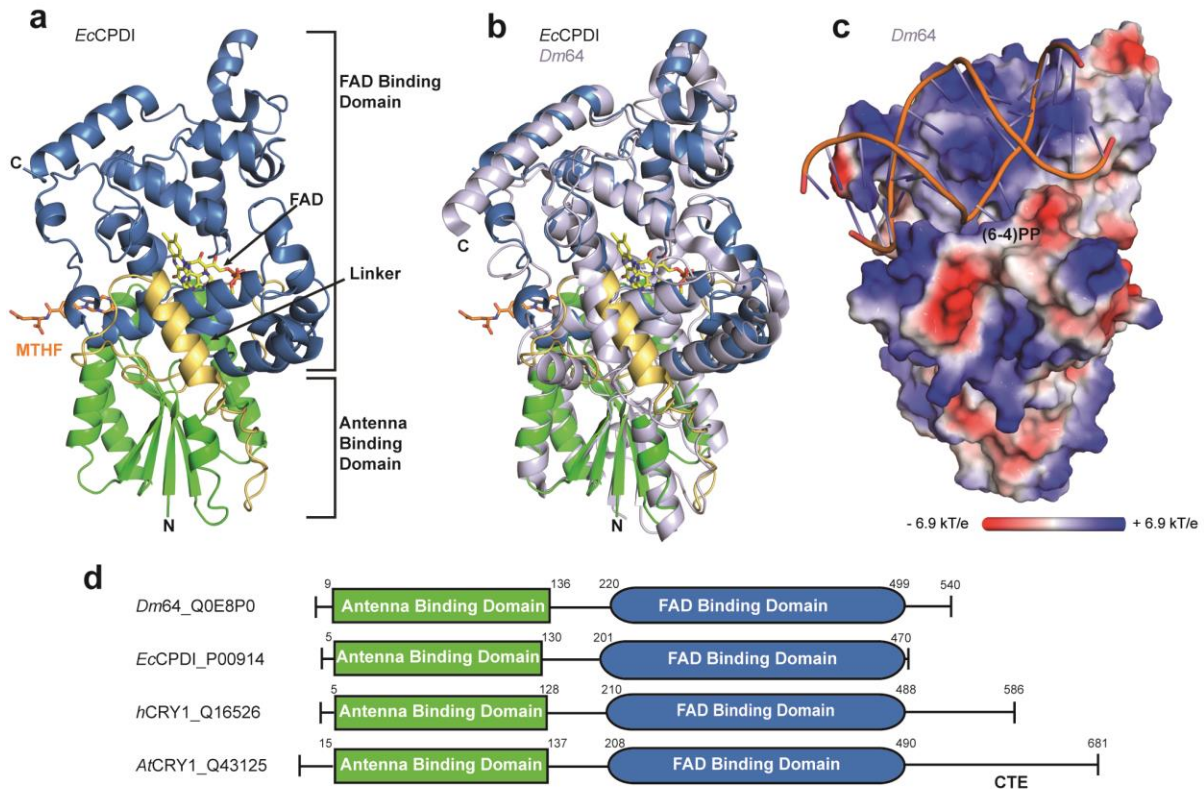 a
EcCPDI
FAD Binding
Domain
C
FAD
Linker
MTHF
Antenna
Binding
Domain
N
b
EcCPDI
Dm64
C
N
c
Dm64
(6-4)PP
- 6.9 kT/e
+ 6.9 kT/e
d
Dm64_Q0E8P0
9
Antenna Binding Domain
136
220
FAD Binding Domain
499
540
EcCPDI_P00914
5
Antenna Binding Domain
130
201
FAD Binding Domain
470
hCRY1_Q16526
5
Antenna Binding Domain
128
210
FAD Binding Domain
488
586
AtCRY1_Q43125
15
Antenna Binding Domain
137
208
FAD Binding Domain
490
681
CTE